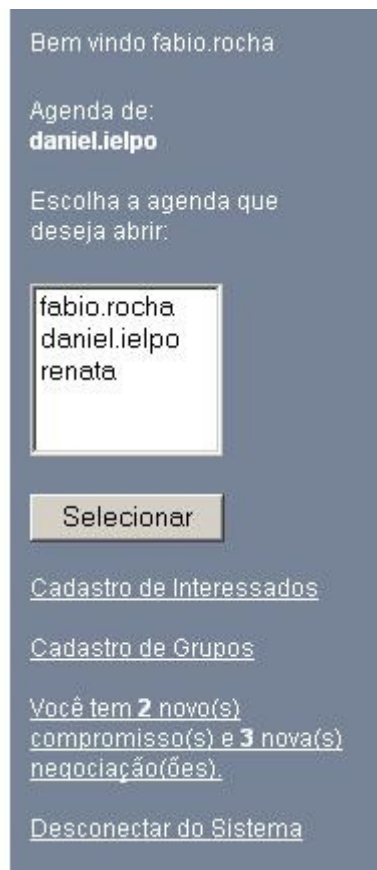 Bem vindo fabio.rocha
Agenda de:
daniel.ielpo
Escolha a agenda que
deseja abrir:
fabio.rocha
daniel.ielpo
renata
Selecionar
Cadastro de Interessados
Cadastro de Grupos
Você tem 2 novo(s)
compromisso(s) e 3 nova(s)
negociação(ões).
Desconectar do Sistema